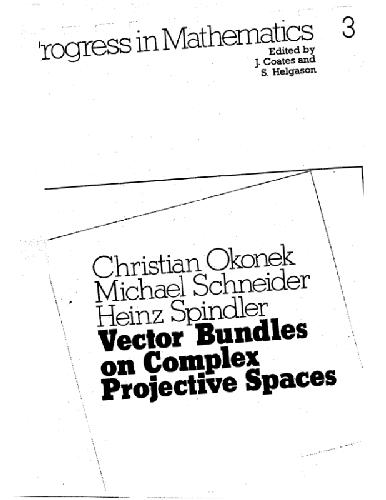 rogress in Mathematics 3
Edited by
J. Coates and
S. Helgason
Christian Okonek
Michael Schneider
Heinz Spindler
Vector Bundles
on Complex
Projective Spaces